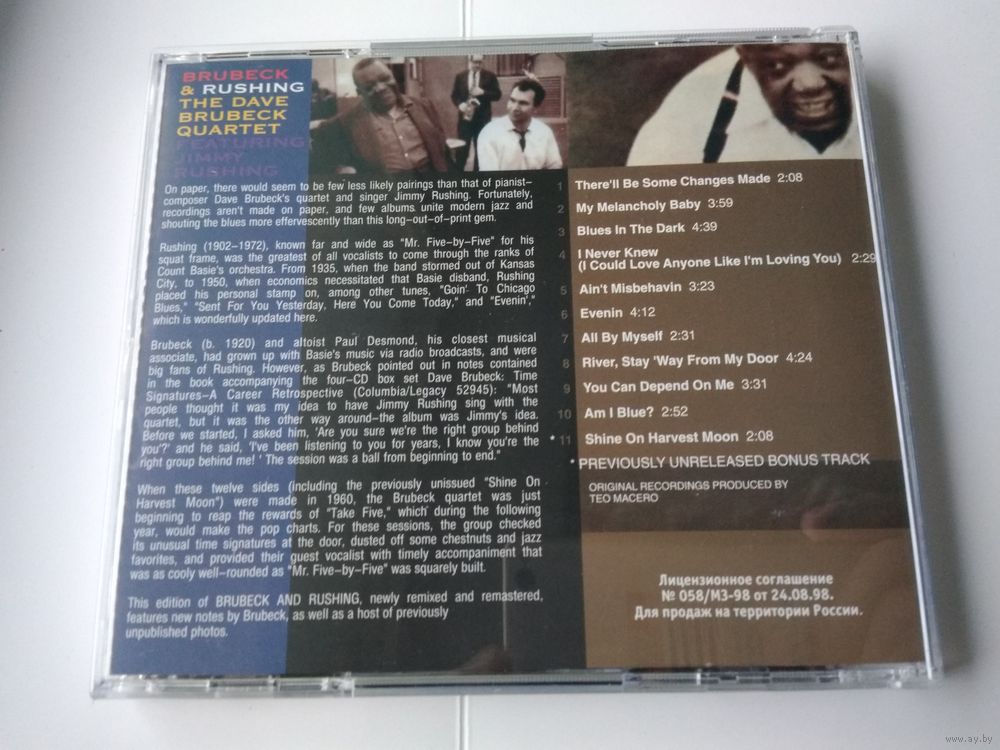 BRUBECK
& RUSHING
THE DAVE
BRUBECK
QUARTET
FEATURING
JIMMY
RUSHING
On paper, there would seem to be few less likely pairings than that of pianist–
composer Dave Brubeck's quartet and singer Jimmy Rushing. Fortunately,
recordings aren't made on paper, and few albums unite modern jazz and
shouting the blues more effervescently than this long–out–of–print gem.
Rushing (1902–1972), known far and wide as "Mr. Five–by–Five" for his
squat frame, was the greatest of all vocalists to come through the ranks of
Count Basie's orchestra. From 1935, when the band stormed out of Kansas
City, to 1950, when economics necessitated that Basie disband, Rushing
placed his personal stamp on, among other tunes, "Goin' To Chicago
Blues," "Sent For You Yesterday, Here You Come Today," and "Evenin',"
which is wonderfully updated here.
Brubeck (b. 1920) and altoist Paul Desmond, his closest musical
associate, had grown up with Basie's music via radio broadcasts, and were
big fans of Rushing. However, as Brubeck pointed out in notes contained
in the book accompanying the four–CD box set Dave Brubeck: Time
Signatures–A Career Retrospective (Columbia/Legacy 52945): "Most
people thought it was my idea to have Jimmy Rushing sing with the
quartet, but it was the other way around–the album was Jimmy's idea.
Before we started, I asked him, 'Are you sure we're the right group behind
you'?' and he said, 'I've been listening to you for years, I know you're the
right group behind me! ' The session was a ball from beginning to end."
When these twelve sides (including the previously unissued "Shine On
Harvest Moon") were made in 1960, the Brubeck quartet was just
beginning to reap the rewards of "Take Five," which during the following
year, would make the pop charts. For these sessions, the group checked
its unusual time signatures at the door, dusted off some chestnuts and jazz
favorites, and provided their guest vocalist with timely accompaniment that
was as cooly well–rounded as "Mr. Five–by–Five" was squarely built.
This edition of BRUBECK AND RUSHING, newly remixed and remastered,
features new notes by Brubeck, as well as a host of previously
unpublished photos.
1 There'll Be Some Changes Made 2:08
2 My Melancholy Baby 3:59
3 Blues In The Dark 4:39
4 I Never Knew
(I Could Love Anyone Like I'm Loving You) 2:29
5 Ain't Misbehavin 3:23
6 Evenin 4:12
7 All By Myself 2:31
8 River, Stay 'Way From My Door 4:24
9 You Can Depend On Me 3:31
10 Am I Blue? 2:52
* 11 Shine On Harvest Moon 2:08
* PREVIOUSLY UNRELEASED BONUS TRACK
ORIGINAL RECORDINGS PRODUCED BY
TEO MACERO
Лицензионное соглашение
№ 058/МЗ-98 от 24.08.98.
Для продаж на территории России.
www.ay.by